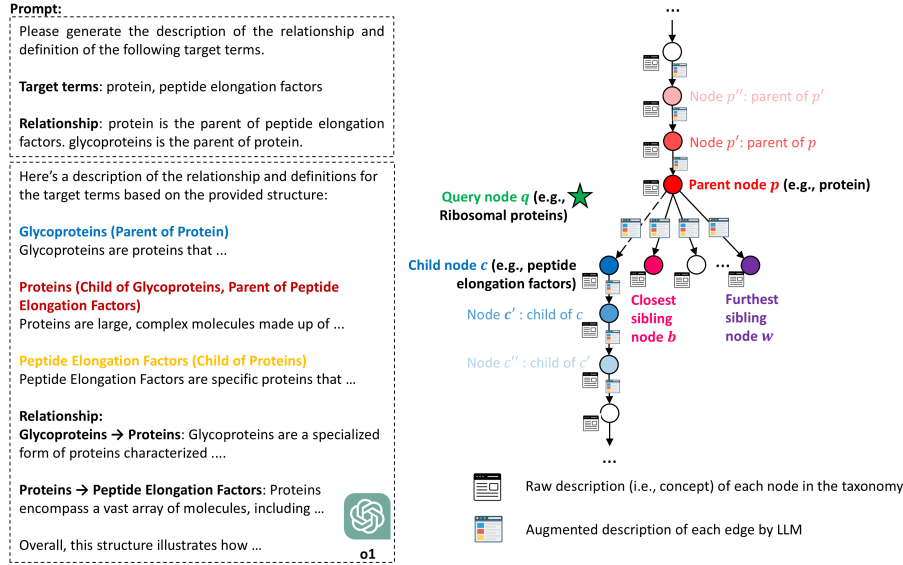 Prompt:
Please generate the description of the relationship and
definition of the following target terms.
Target terms: protein, peptide elongation factors
Relationship: protein is the parent of peptide elongation
factors. glycoproteins is the parent of protein.
Here's a description of the relationship and definitions for
the target terms based on the provided structure:
Glycoproteins (Parent of Protein)
Glycoproteins are proteins that ...
Proteins (Child of Glycoproteins, Parent of Peptide
Elongation Factors)
Proteins are large, complex molecules made up of ...
Peptide Elongation Factors (Child of Proteins)
Peptide Elongation Factors are specific proteins that ...
Relationship:
Glycoproteins → Proteins: Glycoproteins are a specialized
form of proteins characterized ....
Proteins → Peptide Elongation Factors: Proteins
encompass a vast array of molecules, including ...
Overall, this structure illustrates how ...
o1
...
Node p'': parent of p'
Node p': parent of p
Parent node p (e.g., protein)
Query node q (e.g.,
Ribosomal proteins)
Child node c (e.g., peptide
elongation factors)
...
Closest
sibling
node b
Furthest
sibling
node w
Node c' : child of c
Node c'' : child of c'
...
Raw description (i.e., concept) of each node in the taxonomy
Augmented description of each edge by LLM